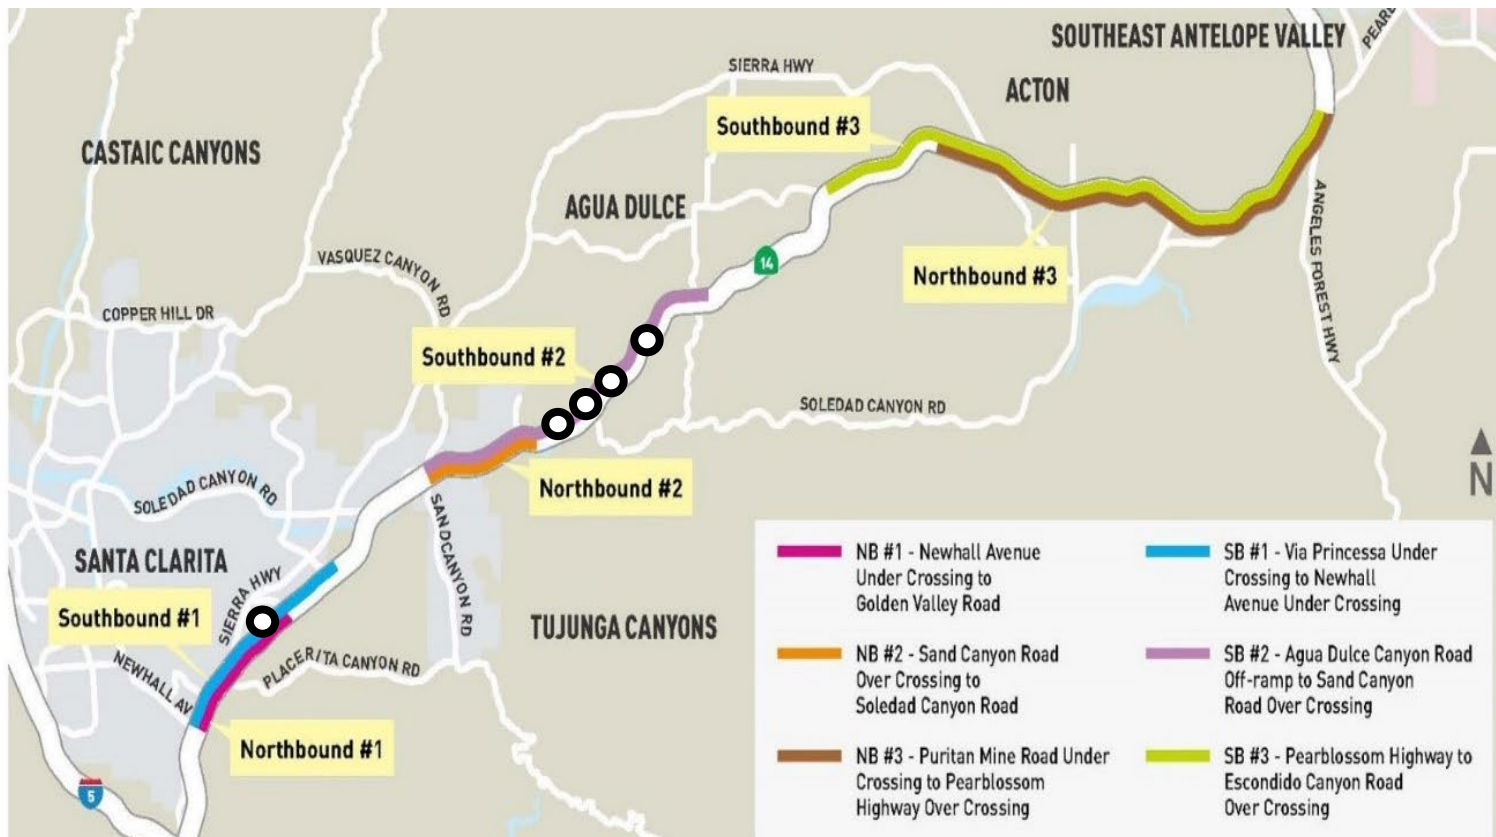 SOUTHEAST ANTELOPE VALLEY
SIERRA HWY
ACTON
Southbound #3
CASTAIC CANYONS
AGUA DULCE
ANGELES FOREST HWY
VASQUEZ CANYON RD
14
Northbound #3
COPPER HILL DR
Southbound #2
SOLEDAD CANYON RD
N
Northbound #2
SOLEDAD CANYON RD
SAND CANYON RD
SANTA CLARITA
SIERRA HWY
Southbound #1
TUJUNGA CANYONS
PLACERITA CANYON RD
NEWHALL AV
Northbound #1
5
NB #1 - Newhall Avenue
Under Crossing to
Golden Valley Road
SB #1 - Via Princessa Under
Crossing to Newhall
Avenue Under Crossing
NB #2 - Sand Canyon Road
Over Crossing to
Soledad Canyon Road
SB #2 - Agua Dulce Canyon Road
Off-ramp to Sand Canyon
Road Over Crossing
NB #3 - Puritan Mine Road Under
Crossing to Pearblossom
Highway Over Crossing
SB #3 - Pearblossom Highway to
Escondido Canyon Road
Over Crossing